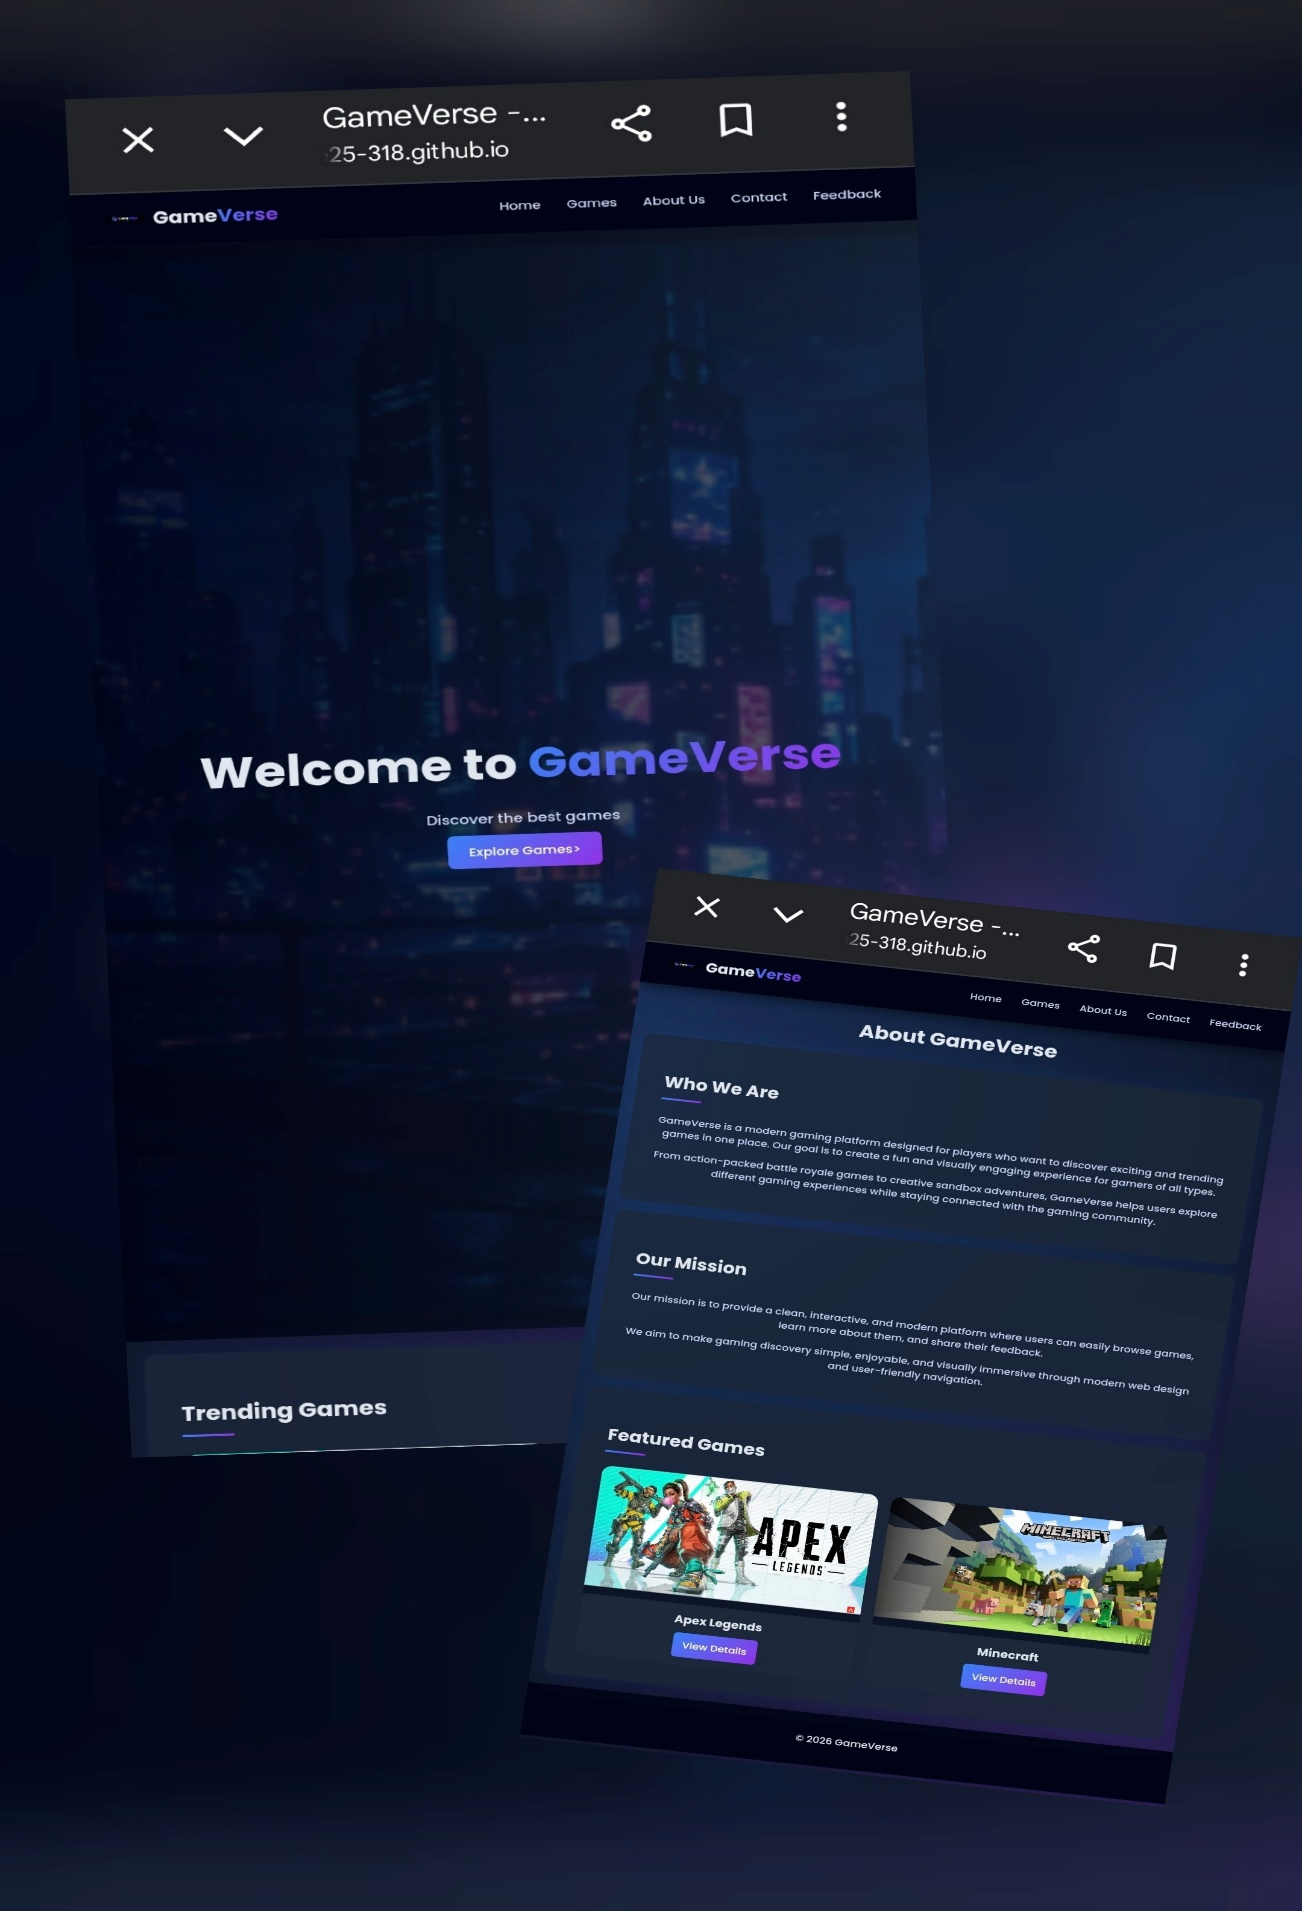 GameVerse -...
25-318.github.io
GameVerse
Home Games About Us Contact Feedback
Welcome to GameVerse
Discover the best games
Explore Games>
Trending Games
GameVerse -...
25-318.github.io
GameVerse
Home Games About Us Contact Feedback
About GameVerse
Who We Are
GameVerse is a modern gaming platform designed for players who want to discover exciting and trending
games in one place. Our goal is to create a fun and visually engaging experience for gamers of all types.
From action-packed battle royale games to creative sandbox adventures, GameVerse helps users explore
different gaming experiences while staying connected with the gaming community.
Our Mission
Our mission is to provide a clean, interactive, and modern platform where users can easily browse games,
learn more about them, and share their feedback.
We aim to make gaming discovery simple, enjoyable, and visually immersive through modern web design
and user-friendly navigation.
Featured Games
APEX
LEGENDS
MINECRAFT
Apex Legends
View Details
Minecraft
View Details
© 2026 GameVerse